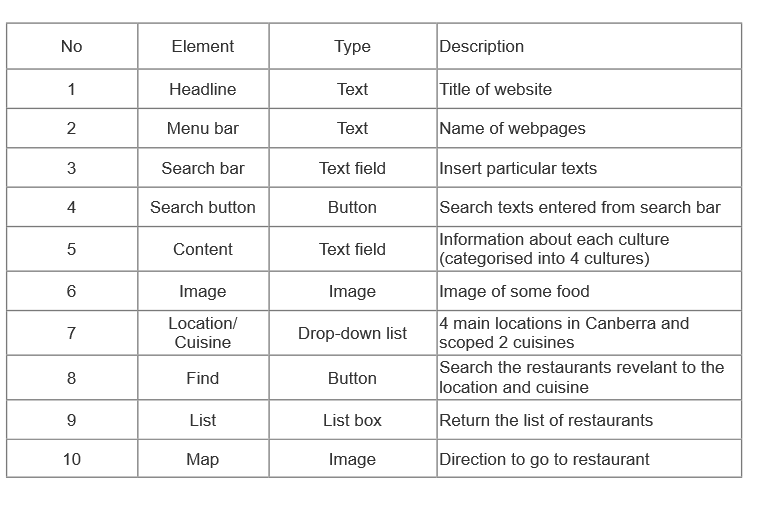 No Element Type Description
1 Headline Text Title of website
2 Menu bar Text Name of webpages
3 Search bar Text field Insert particular texts
4 Search button Button Search texts entered from search bar
5 Content Text field Information about each culture
(categorised into 4 cultures)
6 Image Image Image of some food
7 Location/
Cuisine Drop-down list 4 main locations in Canberra and
scoped 2 cuisines
8 Find Button Search the restaurants revelant to the
location and cuisine
9 List List box Return the list of restaurants
10 Map Image Direction to go to restaurant